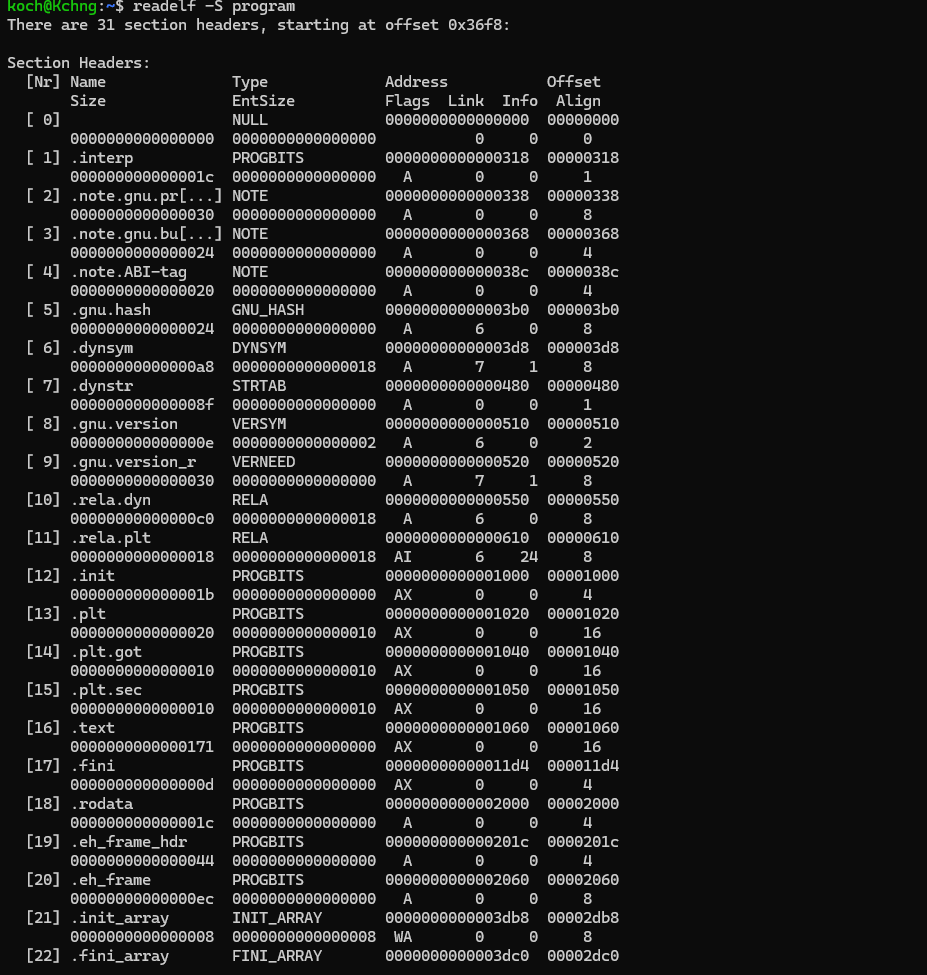 koch@Kchng:~$ readelf -S program
There are 31 section headers, starting at offset 0x36f8:

Section Headers:
  [Nr] Name              Type             Address           Offset
       Size              EntSize          Flags  Link  Info  Align
  [ 0]                   NULL             0000000000000000  00000000
       0000000000000000  0000000000000000           0     0     0
  [ 1] .interp           PROGBITS         0000000000000318  00000318
       000000000000001c  0000000000000000   A       0     0     1
  [ 2] .note.gnu.pr[...] NOTE             0000000000000338  00000338
       0000000000000030  0000000000000000   A       0     0     8
  [ 3] .note.gnu.bu[...] NOTE             0000000000000368  00000368
       0000000000000024  0000000000000000   A       0     0     4
  [ 4] .note.ABI-tag     NOTE             000000000000038c  0000038c
       0000000000000020  0000000000000000   A       0     0     4
  [ 5] .gnu.hash         GNU_HASH         00000000000003b0  000003b0
       0000000000000024  0000000000000000   A       6     0     8
  [ 6] .dynsym           DYNSYM           00000000000003d8  000003d8
       00000000000000a8  0000000000000018   A       7     1     8
  [ 7] .dynstr           STRTAB           0000000000000480  00000480
       000000000000008f  0000000000000000   A       0     0     1
  [ 8] .gnu.version      VERSYM           0000000000000510  00000510
       000000000000000e  0000000000000002   A       6     0     2
  [ 9] .gnu.version_r    VERNEED          0000000000000520  00000520
       0000000000000030  0000000000000000   A       7     1     8
  [10] .rela.dyn         RELA             0000000000000550  00000550
       00000000000000c0  0000000000000018   A       6     0     8
  [11] .rela.plt         RELA             0000000000000610  00000610
       0000000000000018  0000000000000018  AI       6    24     8
  [12] .init             PROGBITS         0000000000001000  00001000
       000000000000001b  0000000000000000  AX       0     0     4
  [13] .plt              PROGBITS         0000000000001020  00001020
       0000000000000020  0000000000000010  AX       0     0     16
  [14] .plt.got          PROGBITS         0000000000001040  00001040
       0000000000000010  0000000000000010  AX       0     0     16
  [15] .plt.sec          PROGBITS         0000000000001050  00001050
       0000000000000010  0000000000000010  AX       0     0     16
  [16] .text             PROGBITS         0000000000001060  00001060
       0000000000000171  0000000000000000  AX       0     0     16
  [17] .fini             PROGBITS         00000000000011d4  000011d4
       000000000000000d  0000000000000000  AX       0     0     4
  [18] .rodata           PROGBITS         0000000000002000  00002000
       000000000000001c  0000000000000000   A       0     0     4
  [19] .eh_frame_hdr     PROGBITS         000000000000201c  0000201c
       0000000000000044  0000000000000000   A       0     0     4
  [20] .eh_frame         PROGBITS         0000000000002060  00002060
       00000000000000ec  0000000000000000   A       0     0     8
  [21] .init_array       INIT_ARRAY       0000000000003db8  00002db8
       0000000000000008  0000000000000008  WA       0     0     8
  [22] .fini_array       FINI_ARRAY       0000000000003dc0  00002dc0